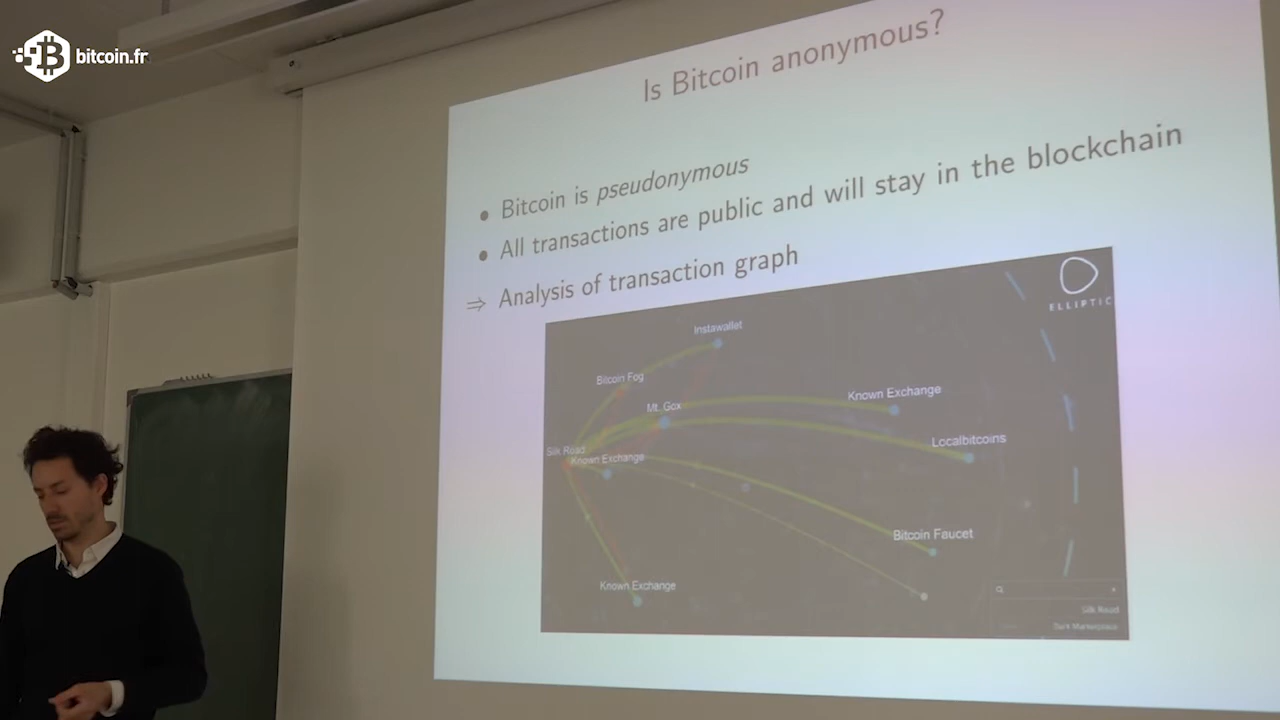 bitcoin.fr
Is Bitcoin anonymous?
Bitcoin is pseudonymous
All transactions are public and will stay in the blockchain
⇒ Analysis of transaction graph
ELLIPTIC
Instawallet
Bitcoin Fog
Known Exchange
Mt. Gox
Localbitcoins
Silk Road
Known Exchange
Bitcoin Faucet
Known Exchange
Silk Road
Dark Marketplace